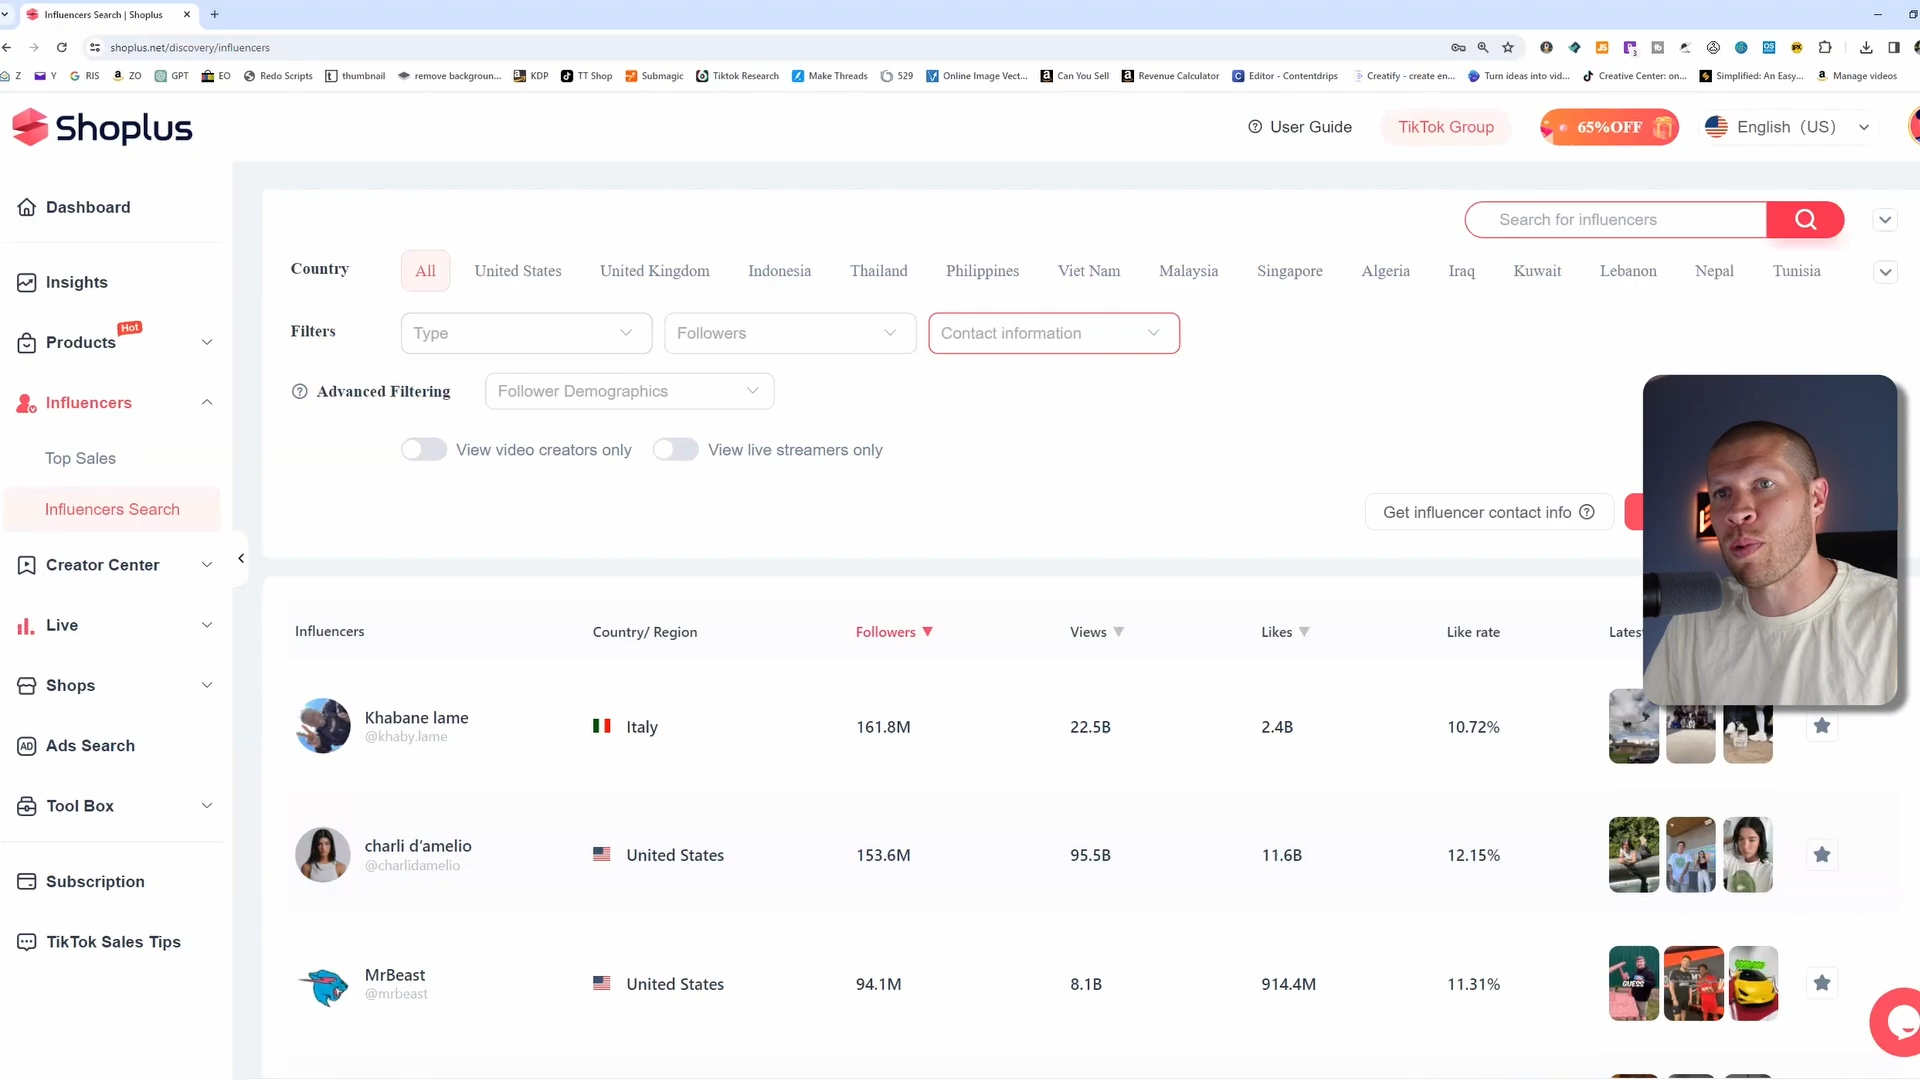 Influencers Search | Shoplus
shoplus.net/discovery/influencers
Z Y RIS ZO GPT EO Redo Scripts thumbnail remove backgroun... KDP TT Shop Submagic Tiktok Research Make Threads 529 Online Image Vect... Can You Sell Revenue Calculator Editor - Contentdrips Creatify - create en... Turn ideas into vid... Creative Center: on... Simplified: An Easy... Manage videos
Shoplus
User Guide
TikTok Group
65%OFF
English (US)
Dashboard
Insights
Products
Hot
Influencers
Top Sales
Influencers Search
Creator Center
Live
Shops
Ads Search
Tool Box
Subscription
TikTok Sales Tips
Search for influencers
Country All United States United Kingdom Indonesia Thailand Philippines Viet Nam Malaysia Singapore Algeria Iraq Kuwait Lebanon Nepal Tunisia
Filters Type Followers Contact information
Advanced Filtering Follower Demographics
View video creators only View live streamers only
Get influencer contact info
Influencers Country/ Region Followers Views Likes Like rate
Khabane lame
@khaby.lame
Italy 161.8M 22.5B 2.4B 10.72%
charli d'amelio
@charlidamelio
United States 153.6M 95.5B 11.6B 12.15%
MrBeast
@mrbeast
United States 94.1M 8.1B 914.4M 11.31%
GUESS